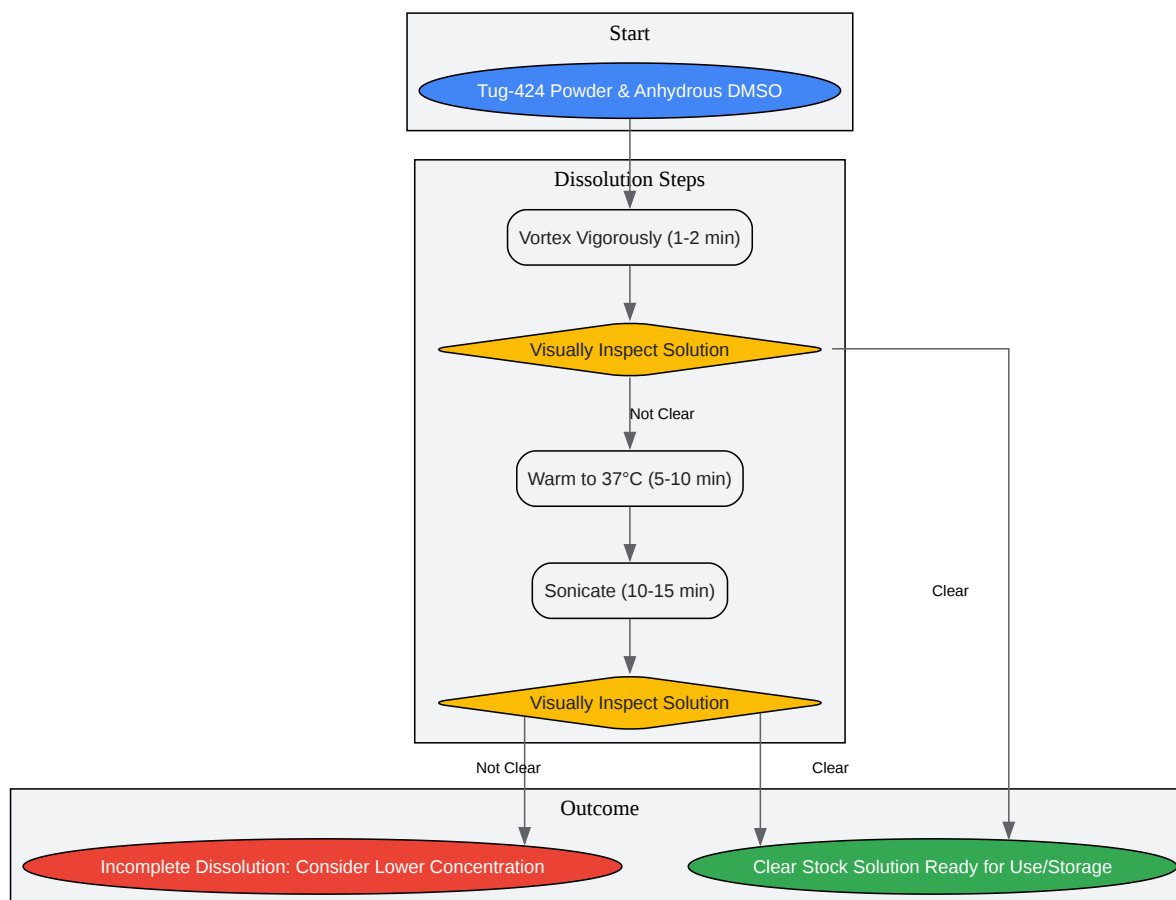 Start
Tug-424 Powder & Anhydrous DMSO
Dissolution Steps
Vortex Vigorously (1-2 min)
Visually Inspect Solution
Not Clear
Warm to 37°C (5-10 min)
Sonicate (10-15 min)
Clear
Visually Inspect Solution
Not Clear
Clear
Outcome
Incomplete Dissolution: Consider Lower Concentration
Clear Stock Solution Ready for Use/Storage